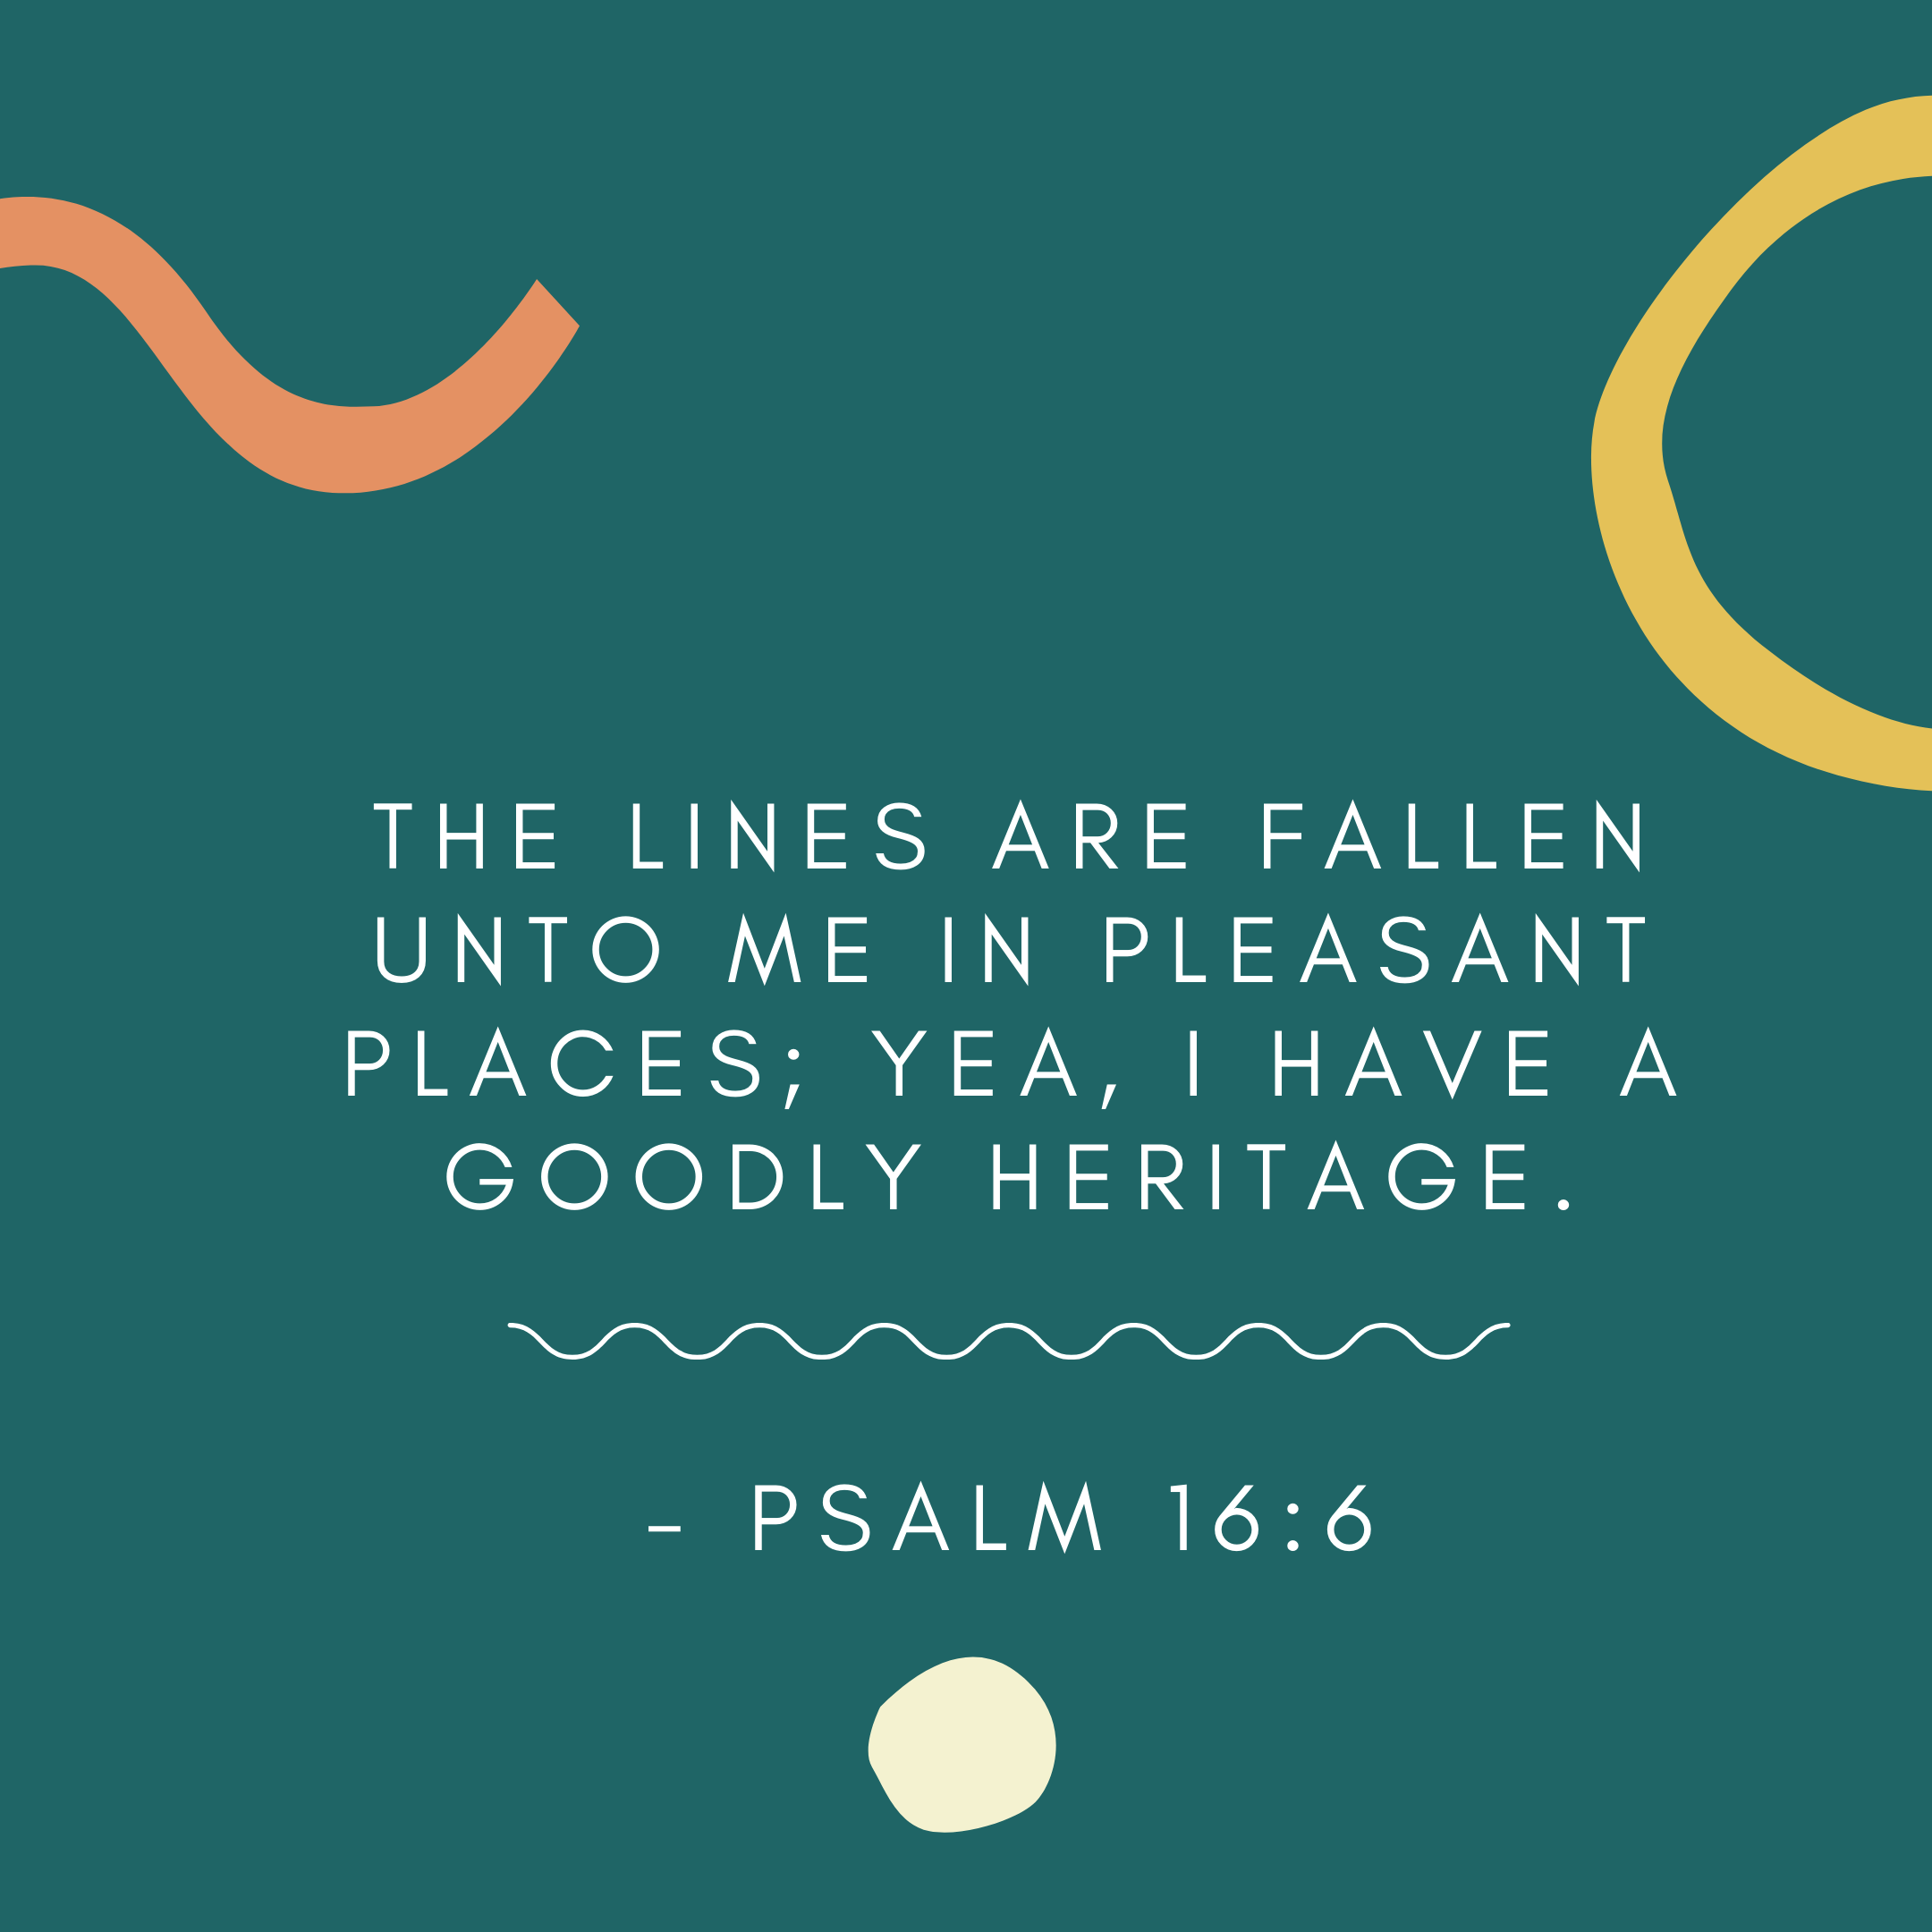 THE LINES ARE FALLEN
UNTO ME IN PLEASANT
PLACES; YEA, I HAVE A
GOODLY HERITAGE.
- PSALM 16:6